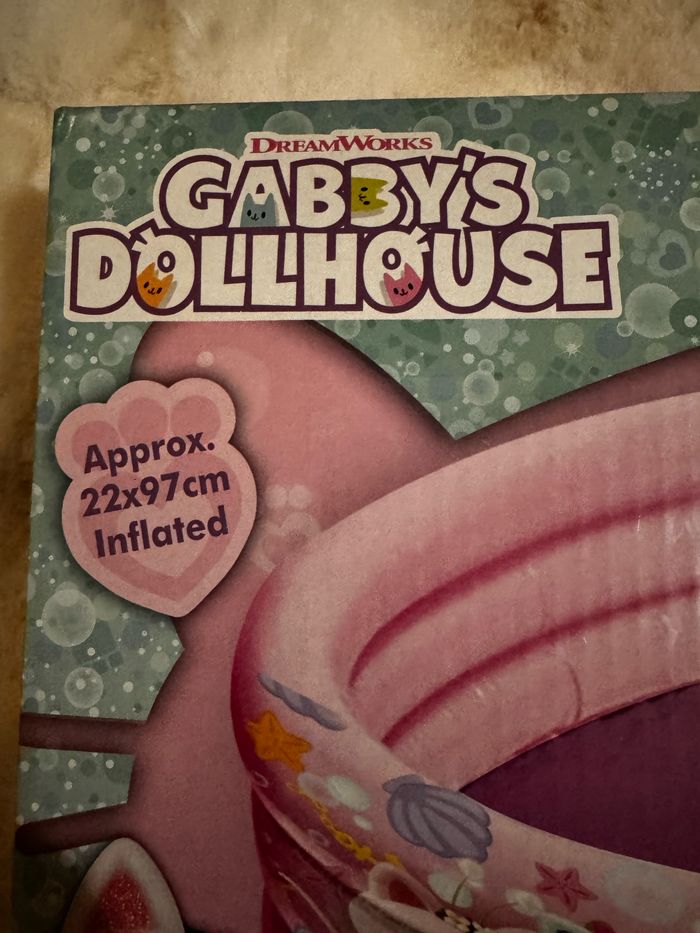 DREAMWORKS
GABBY'S
DOLLHOUSE
Approx.
22x97cm
Inflated